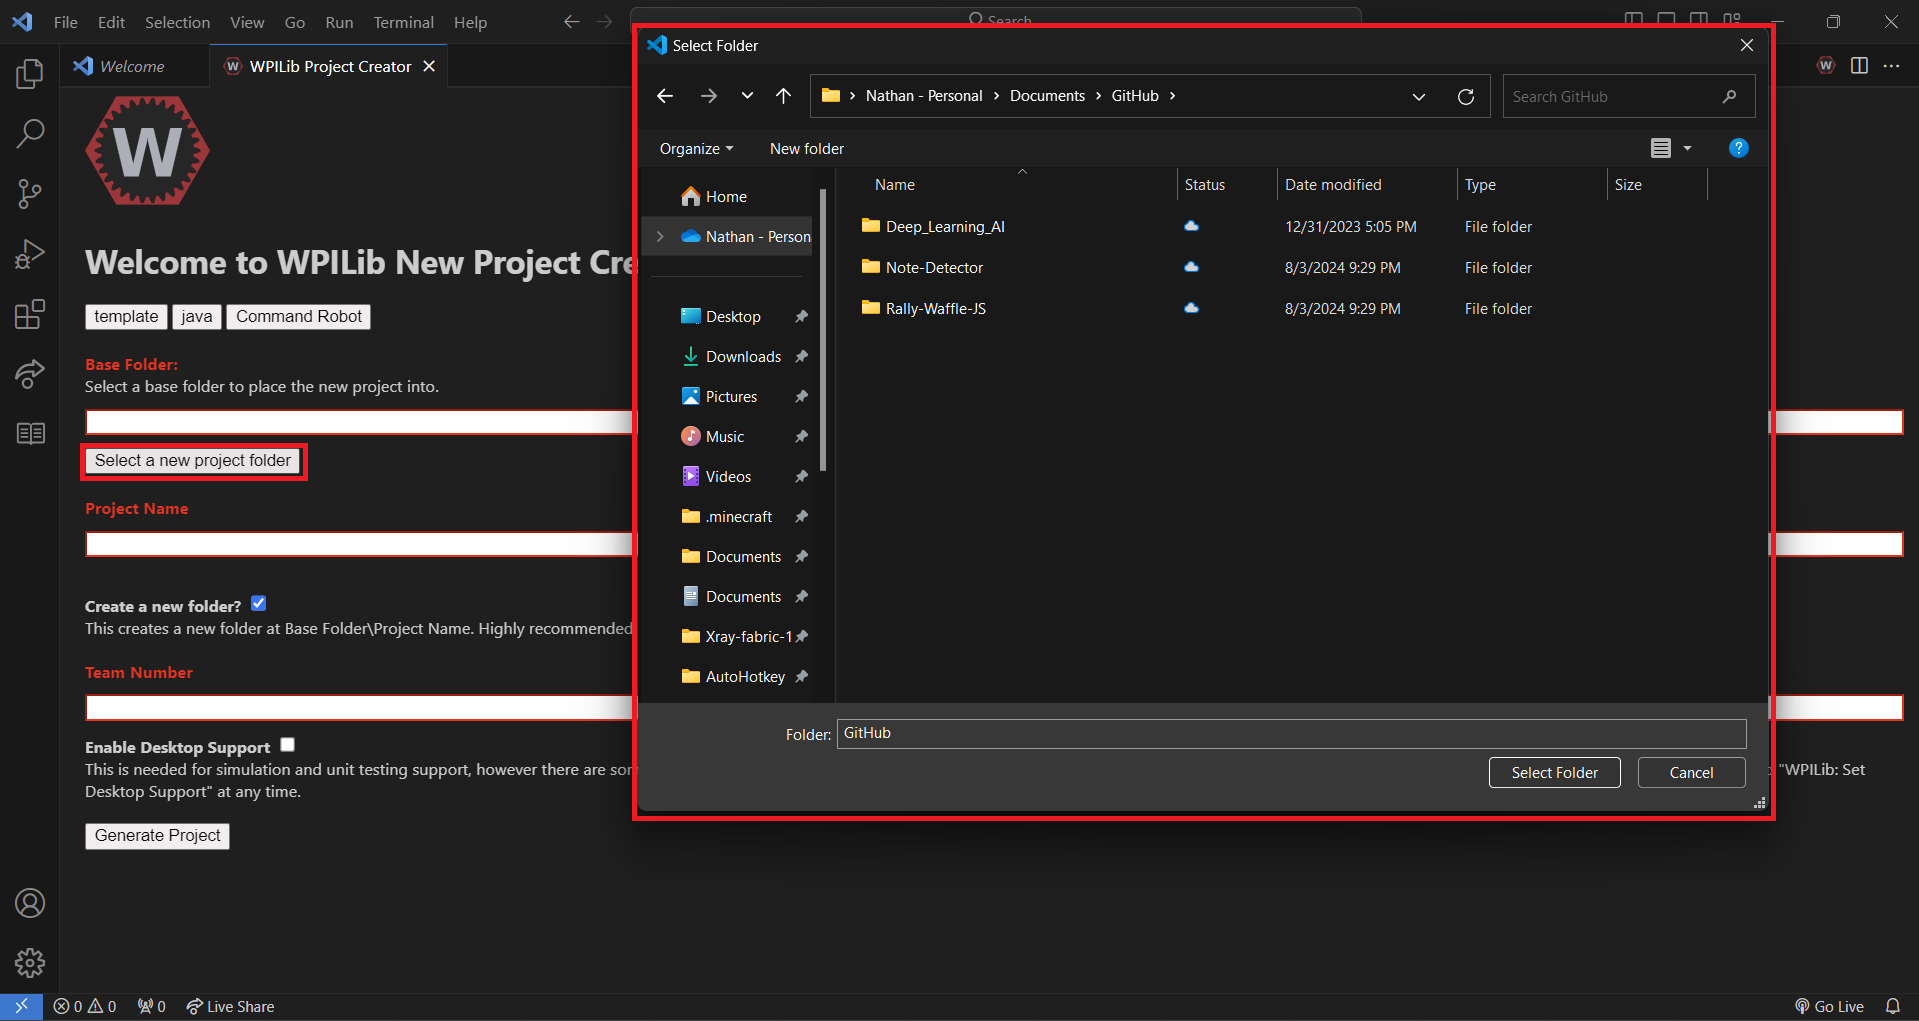 File Edit Selection View Go Run Terminal Help
Search
Welcome
WPILib Project Creator
W
W
W
Welcome to WPILib New Project Cre
template java Command Robot
Base Folder:
Select a base folder to place the new project into.
Select a new project folder
Project Name
Create a new folder?
This creates a new folder at Base Folder\Project Name. Highly recommended
Team Number
Enable Desktop Support
This is needed for simulation and unit testing support, however there are
"WPILib: Set
Desktop Support" at any time.
Generate Project
Select Folder
Nathan - Personal > Documents > GitHub >
Search GitHub
Organize
New folder
?
Name Status Date modified Type Size
Deep_Learning_AI 12/31/2023 5:05 PM File folder
Note-Detector 8/3/2024 9:29 PM File folder
Rally-Waffle-JS 8/3/2024 9:29 PM File folder
Home
Nathan - Person
Desktop
Downloads
Pictures
Music
Videos
.minecraft
Documents
Documents
Xray-fabric-1
AutoHotkey
Folder: GitHub
Select Folder Cancel
0 0 0 Live Share
Go Live